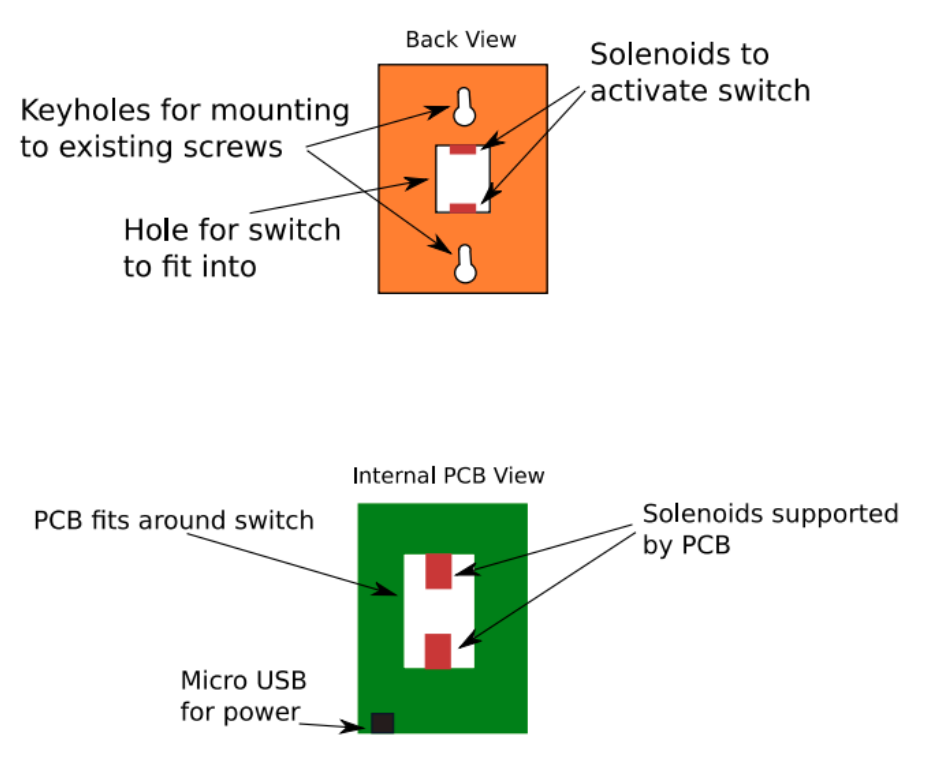 Back View
Solenoids to
activate switch
Keyholes for mounting
to existing screws
Hole for switch
to fit into
Internal PCB View
PCB fits around switch
Solenoids supported
by PCB
Micro USB
for power